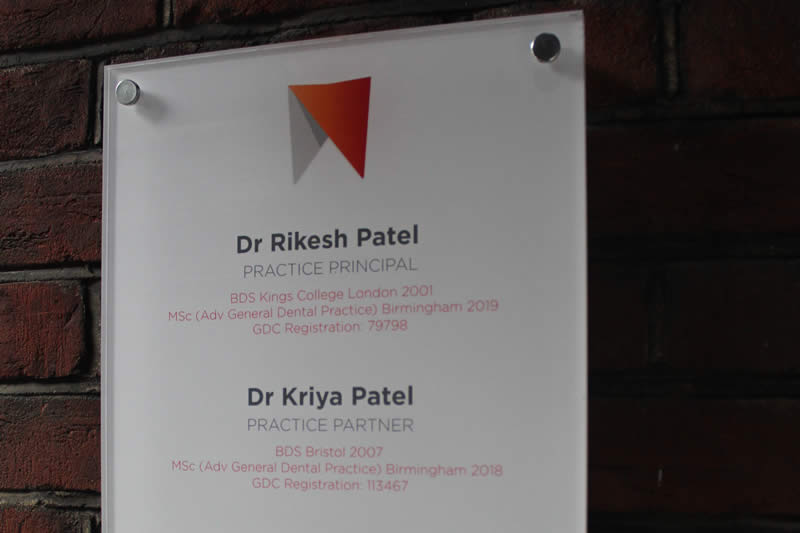 Dr Rikesh Patel
PRACTICE PRINCIPAL
BDS Kings College London 2001
MSc (Adv General Dental Practice) Birmingham 2019
GDC Registration: 79798
Dr Kriya Patel
PRACTICE PARTNER
BDS Bristol 2007
MSc (Adv General Dental Practice) Birmingham 2018
GDC Registration: 113467